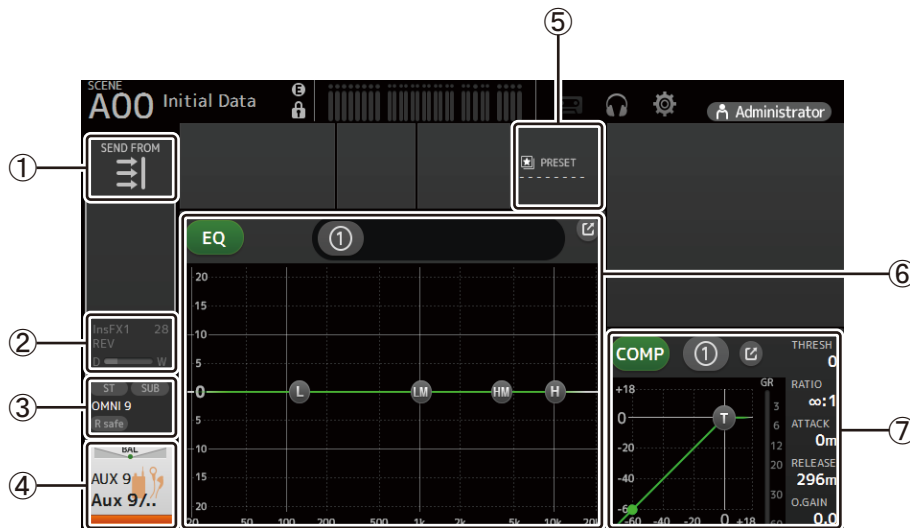 ⑤
SCENE
A00 Initial Data
E
Administrator
①
SEND FROM
PRESET
- - - - - - - -
EQ
①
⑥
20
15
10
5
0
5
10
15
20
L
LM
HM
H
20 50 100 200 500 1k 2k 5k 10k 20k
②
InsFX1 28
REV
D W
③
ST SUB
OMNI 9
R safe
④
BAL
AUX 9
Aux 9/..
COMP
①
THRESH
0
+18
0
-20
-40
-60
T
-60 -40 -20 0 +18
GR
3
6
12
20
30
60
RATIO
∞:1
ATTACK
0m
RELEASE
296m
O.GAIN
0.0
⑦